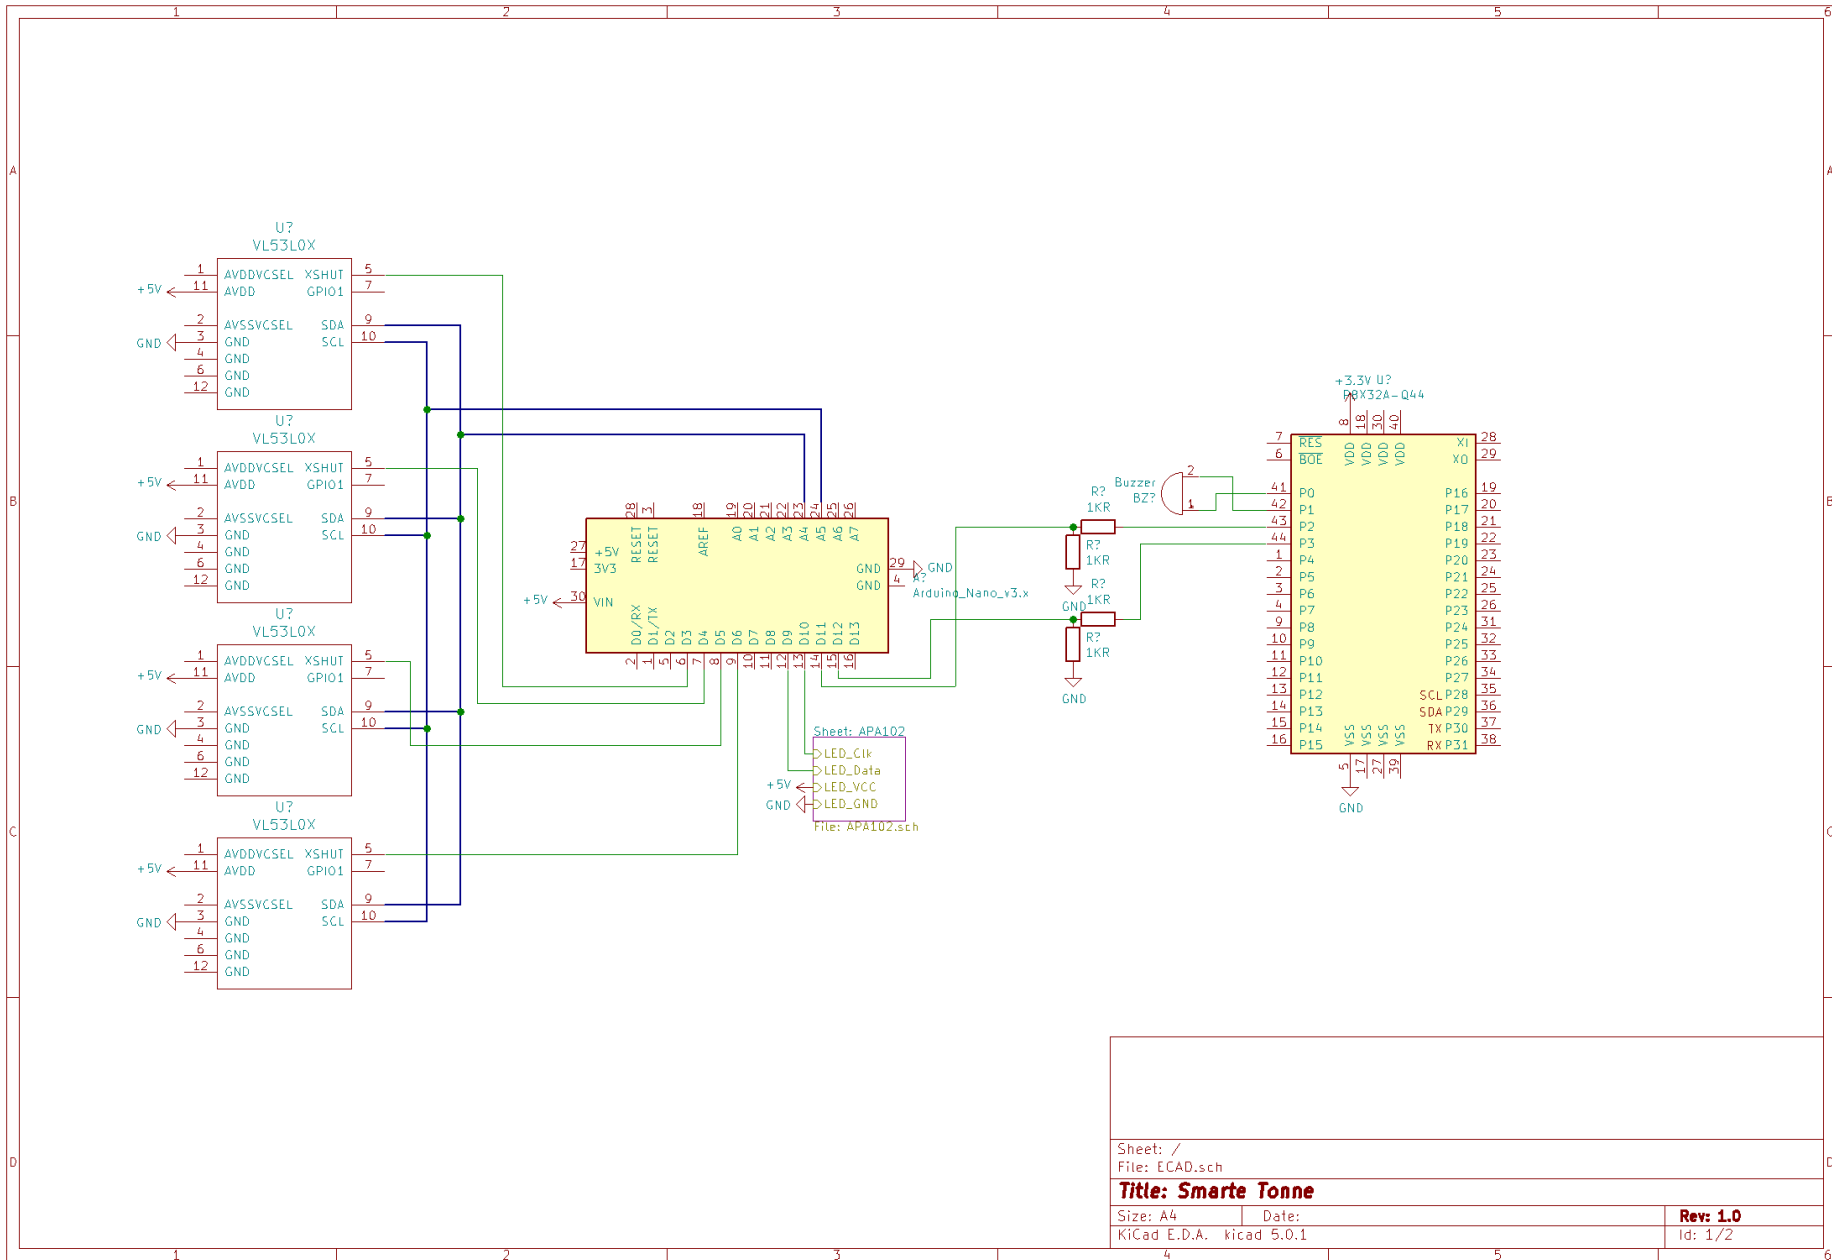 1 2 3 4 5 6
A A
B B
C C
D D
U?
VL53L0X
1 AVDDVCSEL XSHUT 5
+5V 11 AVDD GPIO1 7
2 AVSSVCSEL SDA 9
GND 3 GND SCL 10
4 GND
6 GND
12 GND
U?
VL53L0X
1 AVDDVCSEL XSHUT 5
+5V 11 AVDD GPIO1 7
2 AVSSVCSEL SDA 9
GND 3 GND SCL 10
4 GND
6 GND
12 GND
U?
VL53L0X
1 AVDDVCSEL XSHUT 5
+5V 11 AVDD GPIO1 7
2 AVSSVCSEL SDA 9
GND 3 GND SCL 10
4 GND
6 GND
12 GND
U?
VL53L0X
1 AVDDVCSEL XSHUT 5
+5V 11 AVDD GPIO1 7
2 AVSSVCSEL SDA 9
GND 3 GND SCL 10
4 GND
6 GND
12 GND
28 3 18 19 20 21 22 23 24 25 26
RESET RESET AREF A0 A1 A2 A3 A4 A5 A6 A7
27 +5V
17 3V3
+5V 30 VIN
GND 29 GND
GND 4
A?
Arduino_Nano_v3.x
D0/RX D1/TX D2 D3 D4 D5 D6 D7 D8 D9 D10 D11 D12 D13
2 1 5 6 7 8 9 10 11 12 13 14 15 16
Sheet: APA102
LED_Clk
LED_Data
+5V LED_VCC
GND LED_GND
File: APA102.sch
Buzzer
BZ?
2
1
R?
1KR
R?
1KR
GND
R?
1KR
R?
1KR
GND
+3.3V U?
P8X32A-Q44
8 18 30 40
VDD VDD VDD VDD
7 RES XI 28
6 BOE XO 29
41 P0 P16 19
42 P1 P17 20
43 P2 P18 21
44 P3 P19 22
1 P4 P20 23
2 P5 P21 24
3 P6 P22 25
4 P7 P23 26
9 P8 P24 31
10 P9 P25 32
11 P10 P26 33
12 P11 P27 34
13 P12 SCL P28 35
14 P13 SDA P29 36
15 P14 TX P30 37
16 P15 RX P31 38
VSS VSS VSS VSS
5 17 27 39
GND
Sheet: /
File: ECAD.sch
Title: Smarte Tonne
Size: A4 Date: Rev: 1.0
KiCad E.D.A. kicad 5.0.1 Id: 1/2
1 2 3 4 5 6